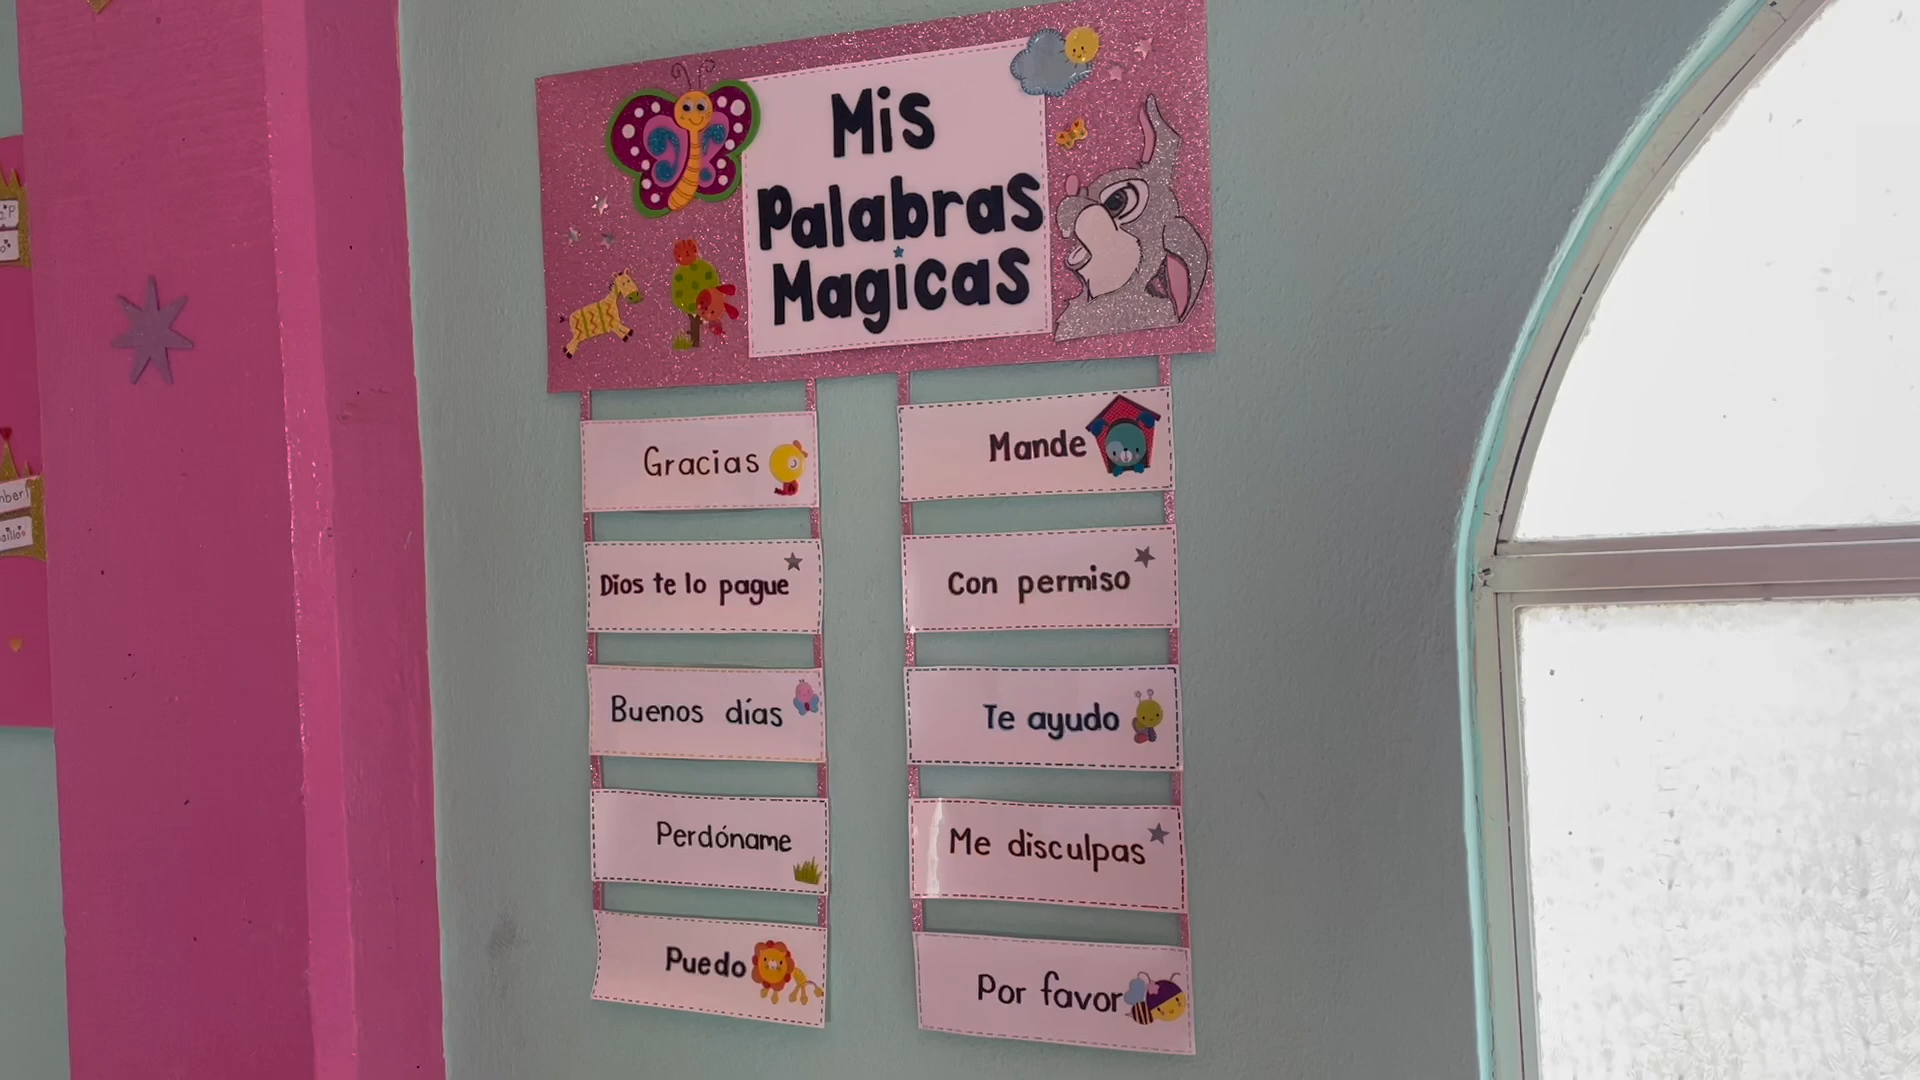 Mis
Palabras
Magicas
Gracias
Dios te lo pague
Buenos días
Perdóname
Puedo
Mande
Con permiso
Te ayudo
Me disculpas
Por favor